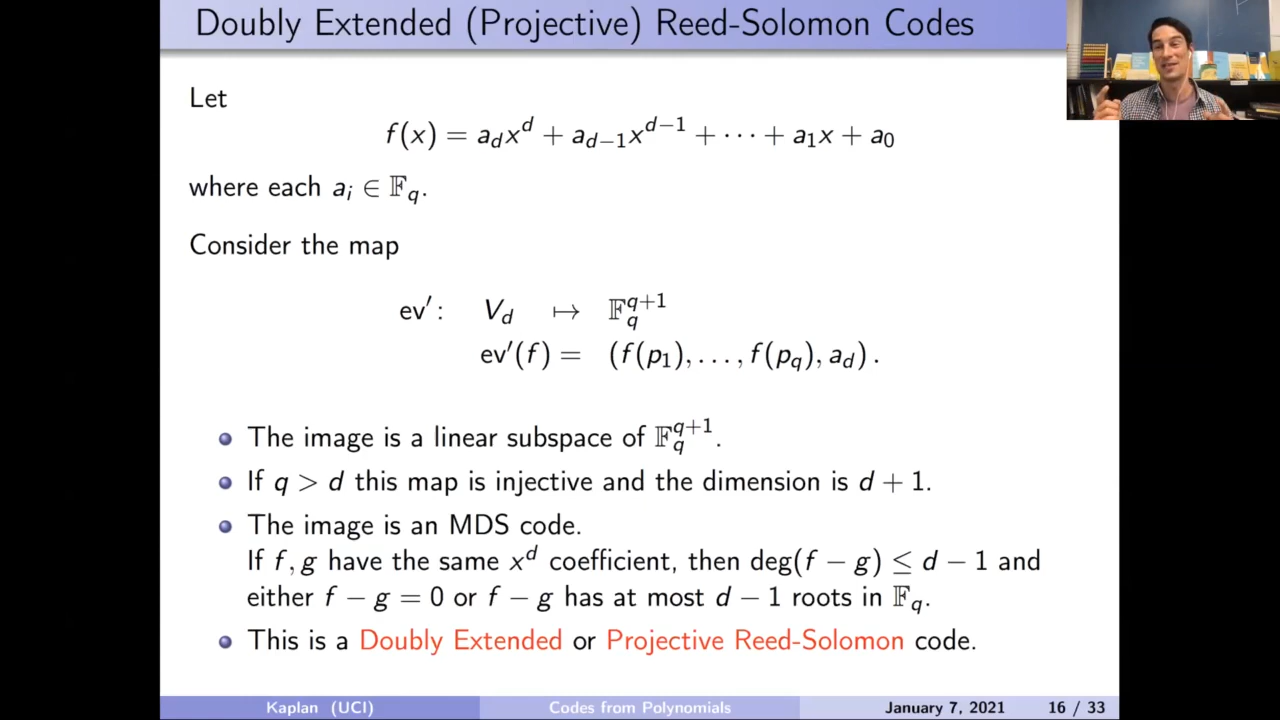 Doubly Extended (Projective) Reed-Solomon Codes
Let
f(x) = a_d x^d + a_{d−1} x^{d−1} + ⋯ + a_1 x + a_0
where each a_i ∈ 𝔽_q.
Consider the map
ev′: V_d ↦ 𝔽_q^{q+1}
ev′(f) = (f(p_1), . . . , f(p_q), a_d) .
The image is a linear subspace of 𝔽_q^{q+1}.
If q > d this map is injective and the dimension is d + 1.
The image is an MDS code.
If f, g have the same x^d coefficient, then deg(f − g) ≤ d − 1 and
either f − g = 0 or f − g has at most d − 1 roots in 𝔽_q.
This is a Doubly Extended or Projective Reed-Solomon code.
Kaplan (UCI) Codes from Polynomials January 7, 2021 16 / 33